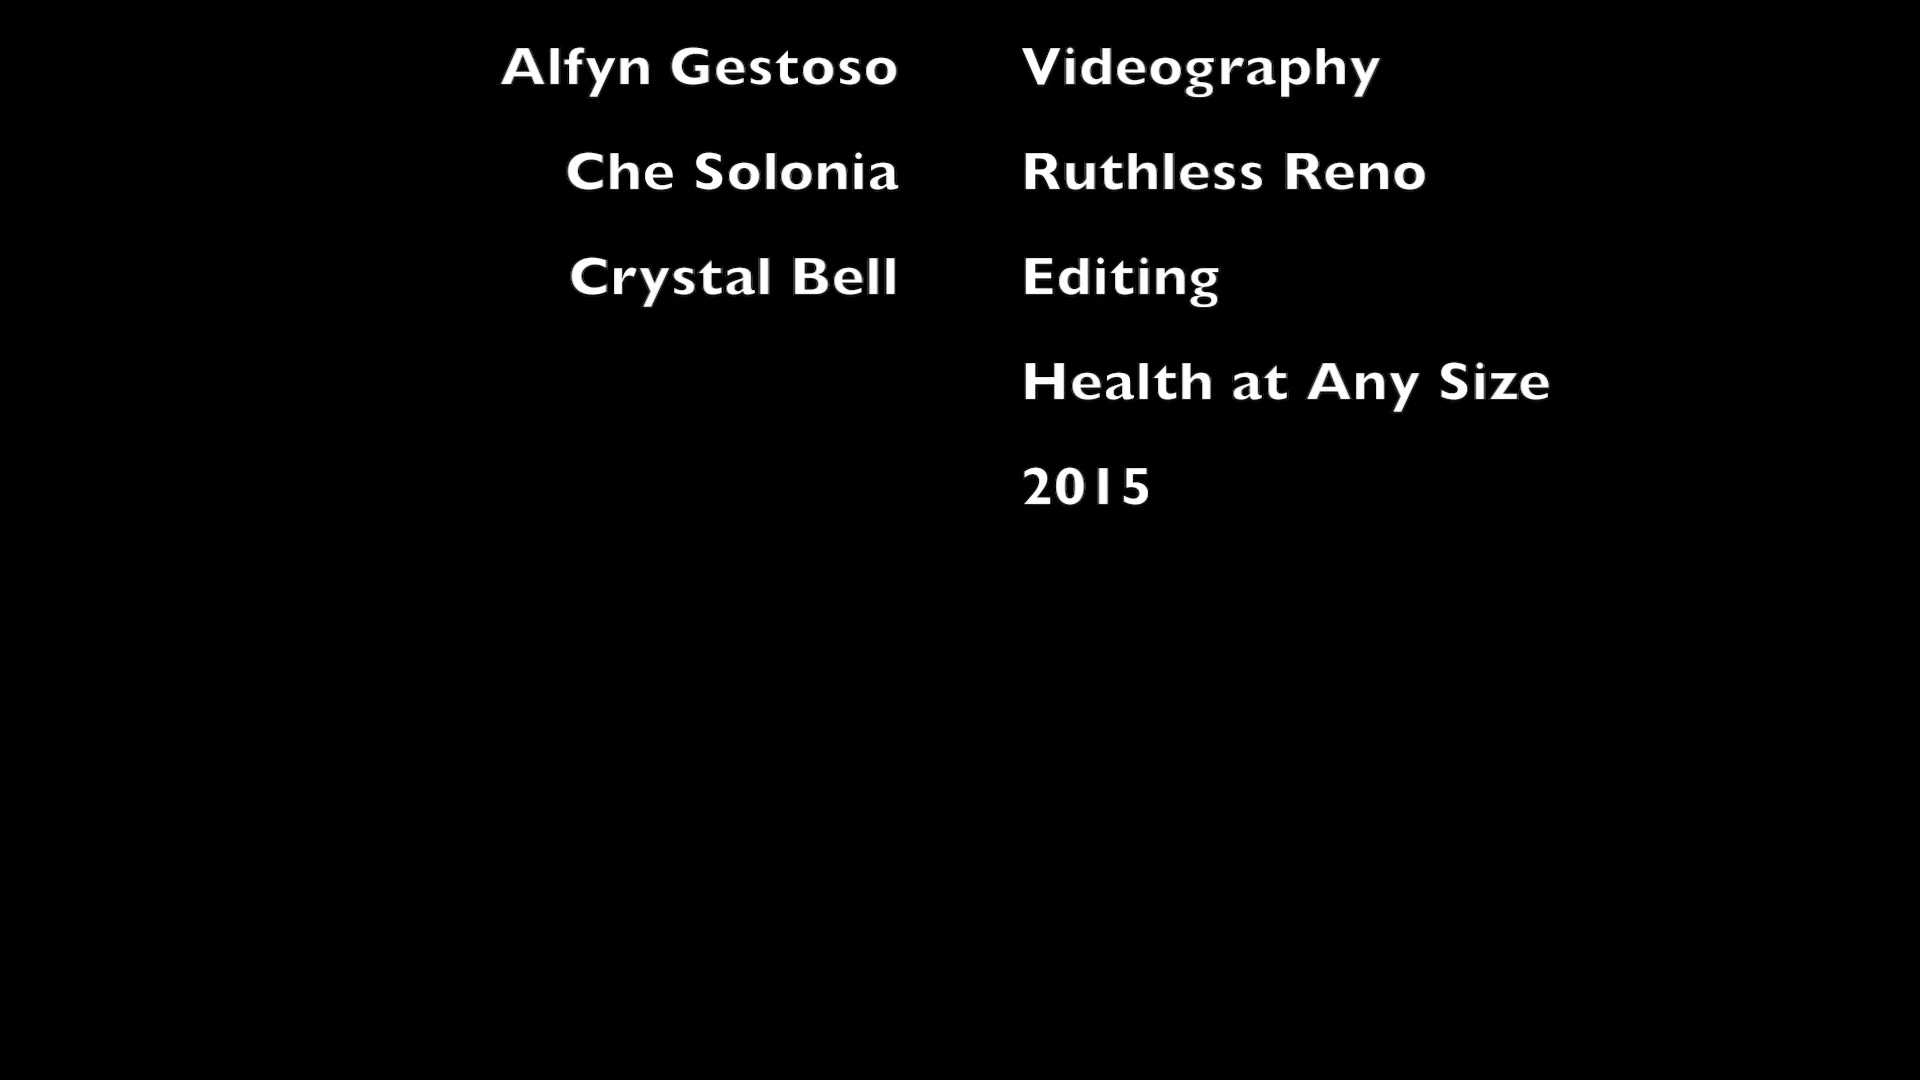 Alfyn Gestoso Videography
Che Solonia Ruthless Reno
Crystal Bell Editing
Health at Any Size
2015